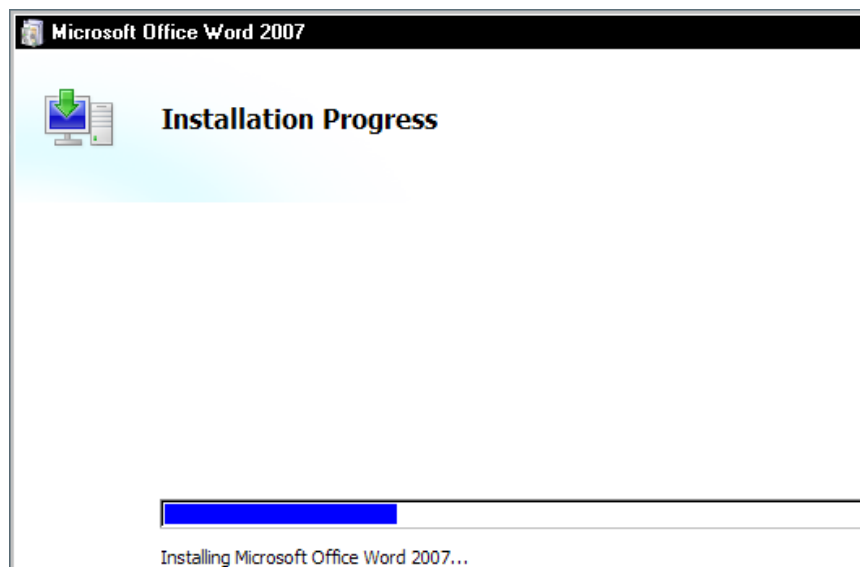 Microsoft Office Word 2007
Installation Progress
Installing Microsoft Office Word 2007...